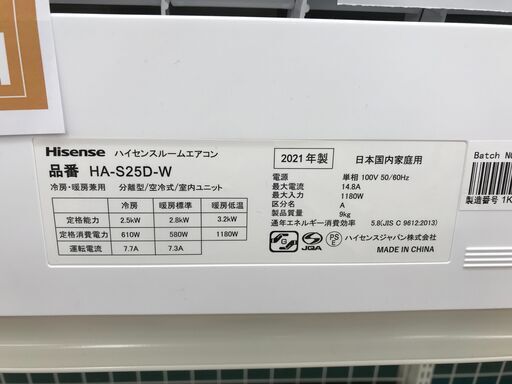 Hisense ハイセンスルームエアコン
品番 HA-S25D-W
冷房・暖房兼用 分離型/空冷式/室内ユニット
冷房 暖房標準 暖房低温
定格能力 2.5kW 2.8kW 3.2kW
定格消費電力 610W 580W 1180W
運転電流 7.7A 7.3A
2021年製 日本国内家庭用
電源 単相 100V 50/60Hz
最大電流 14.8A
最大入力 1180W
区分名 A
製品質量 9kg
通年エネルギー消費効率 5.8(JIS C 9612:2013)
G JQA PS E ハイセンスジャパン株式会社
MADE IN CHINA
Batch
製造番号 1K